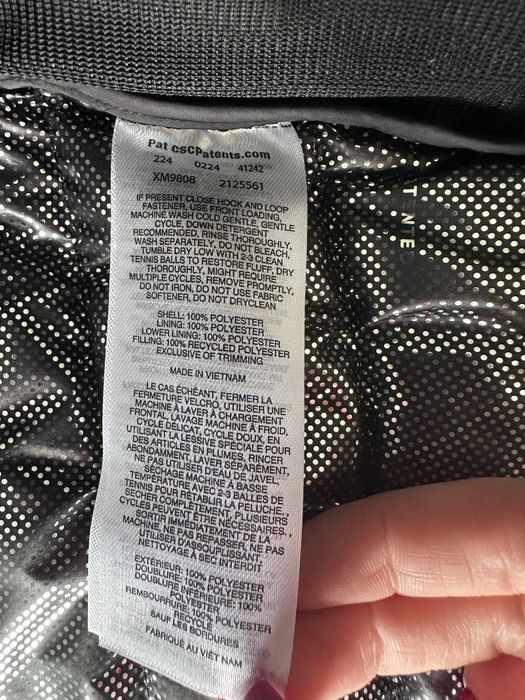 Pat CSCPatents.com
224 0224 41242
XM9808 2125561
IF PRESENT CLOSE HOOK AND LOOP
FASTENER, USE FRONT LOADING,
MACHINE WASH COLD GENTLE, GENTLE
CYCLE, DOWN DETERGENT
RECOMMENDED, RINSE THOROUGHLY,
WASH SEPARATELY, DO NOT BLEACH,
TUMBLE DRY LOW WITH 2-3 CLEAN
TENNIS BALLS TO RESTORE FLUFF, DRY
THOROUGHLY, MIGHT REQUIRE
MULTIPLE CYCLES, REMOVE PROMPTLY,
DO NOT IRON, DO NOT USE FABRIC
SOFTENER, DO NOT DRYCLEAN
SHELL: 100% POLYESTER
LINING: 100% POLYESTER
LOWER LINING: 100% POLYESTER
FILLING: 100% RECYCLED POLYESTER
EXCLUSIVE OF TRIMMING
MADE IN VIETNAM
LE CAS ÉCHÉANT, FERMER LA
FERMETURE VELCRO, UTILISER UNE
MACHINE À LAVER À CHARGEMENT
FRONTAL, LAVAGE MACHINE À FROID,
CYCLE DÉLICAT, CYCLE DOUX, EN
UTILISANT LA LESSIVE SPÉCIALE POUR
DES ARTICLES EN PLUMES, RINCER
ABONDAMMENT, LAVER SÉPARÉMENT,
NE PAS UTILISER D'EAU DE JAVEL,
SÉCHAGE MACHINE À BASSE
TEMPÉRATURE AVEC 2-3 BALLES DE
TENNIS POUR RÉTABLIR LA PELUCHE,
SÉCHER COMPLÈTEMENT, PLUSIEURS
CYCLES PEUVENT ÊTRE NÉCESSAIRES.,
SORTIR IMMÉDIATEMENT DE LA
MACHINE, NE PAS REPASSER, NE PAS
UTILISER D'ASSOUPLISSANT
NETTOYAGE À SEC INTERDIT
EXTÉRIEUR: 100% POLYESTER
DOUBLURE: 100% POLYESTER
DOUBLURE INFÉRIEURE: 100%
POLYESTER
REMBOURRURE: 100% POLYESTER
RECYCLÉ
SAUF LES BORDURES
FABRIQUÉ AU VIÊT NAM